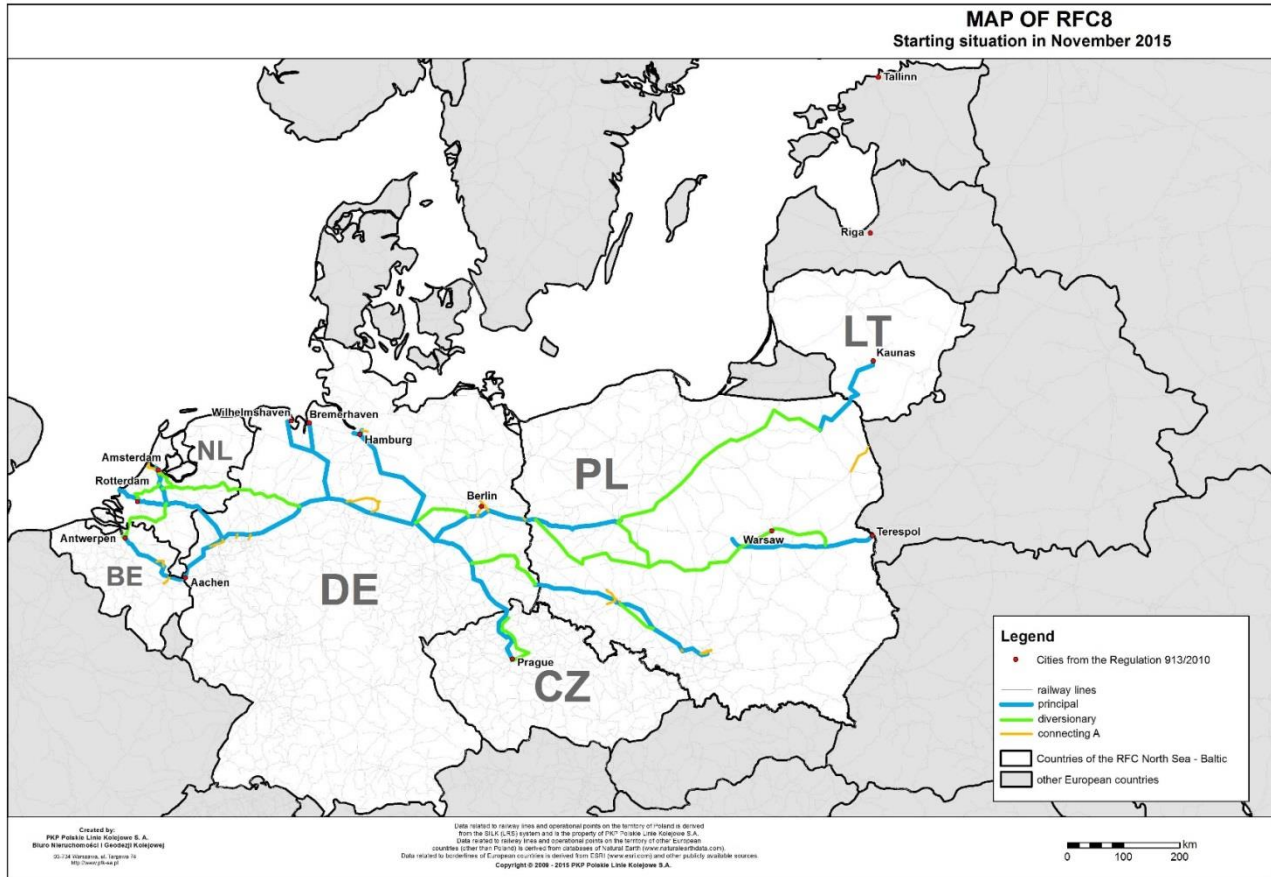 MAP OF RFC8
Starting situation in November 2015
Tallinn
Riga
LT
Kaunas
Wilhelmshaven
Bremerhaven
Hamburg
NL
Amsterdam
Rotterdam
PL
Berlin
Antwerpen
Warsaw
Terespol
BE
Aachen
DE
Prague
CZ
Legend
Cities from the Regulation 913/2010
railway lines
principal
diversionary
connecting A
Countries of the RFC North Sea - Baltic
other European countries
Created by:
PKP Polskie Linie Kolejowe S. A.
Biuro Nieruchomości i Geodezji Kolejowej
03-734 Warszawa, ul. Targowa 74
Data related to railway lines and operational points on the territory of Poland is derived
from the SILK (LRS) system and is the property of PKP Polskie Linie Kolejowe S.A.
Data related to railway lines and operational points on the territory of other European
countries (other than Poland) is derived from databases of Natural Earth (www.naturalearthdata.com).
Data related to borderlines of European countries is derived from ESRI (www.esri.com) and other publicly available sources.
Copyright © 2009 - 2015 PKP Polskie Linie Kolejowe S.A.
km
0 50 100 200